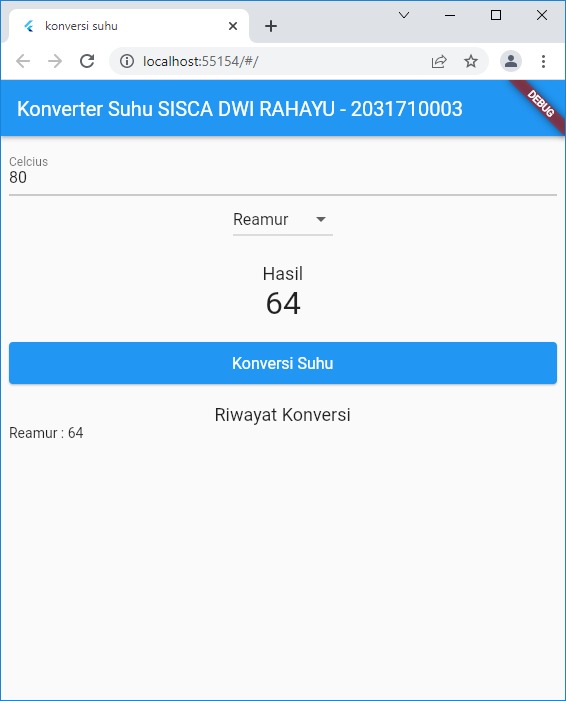 konversi suhu
localhost:55154/#/
Konverter Suhu SISCA DWI RAHAYU - 2031710003
DEBUG
Celcius
80
Reamur
Hasil
64
Konversi Suhu
Riwayat Konversi
Reamur : 64